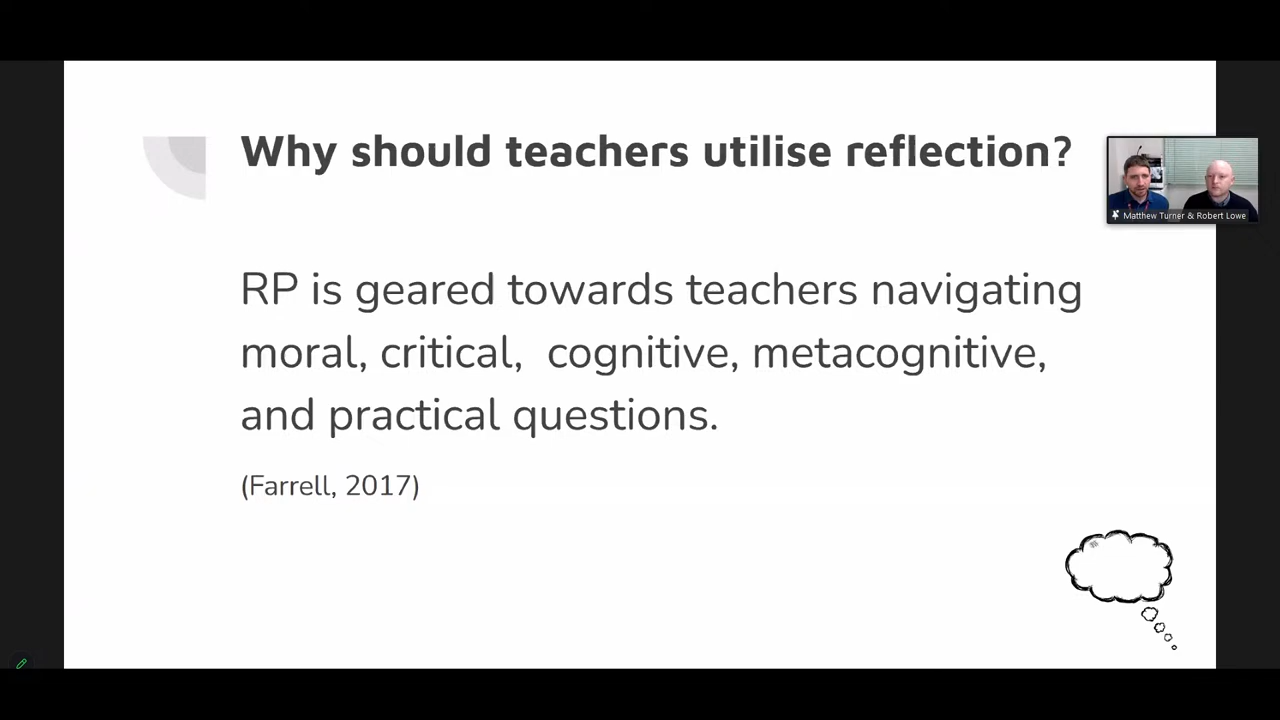 Why should teachers utilise reflection?
Matthew Turner & Robert Lowe
RP is geared towards teachers navigating
moral, critical,  cognitive, metacognitive,
and practical questions.
(Farrell, 2017)